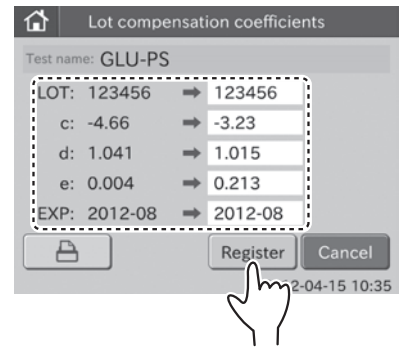 Lot compensation coefficients
Test name: GLU-PS
LOT: 123456 ➡ 123456
c: -4.66 ➡ -3.23
d: 1.041 ➡ 1.015
e: 0.004 ➡ 0.213
EXP: 2012-08 ➡ 2012-08
Register Cancel
2-04-15 10:35